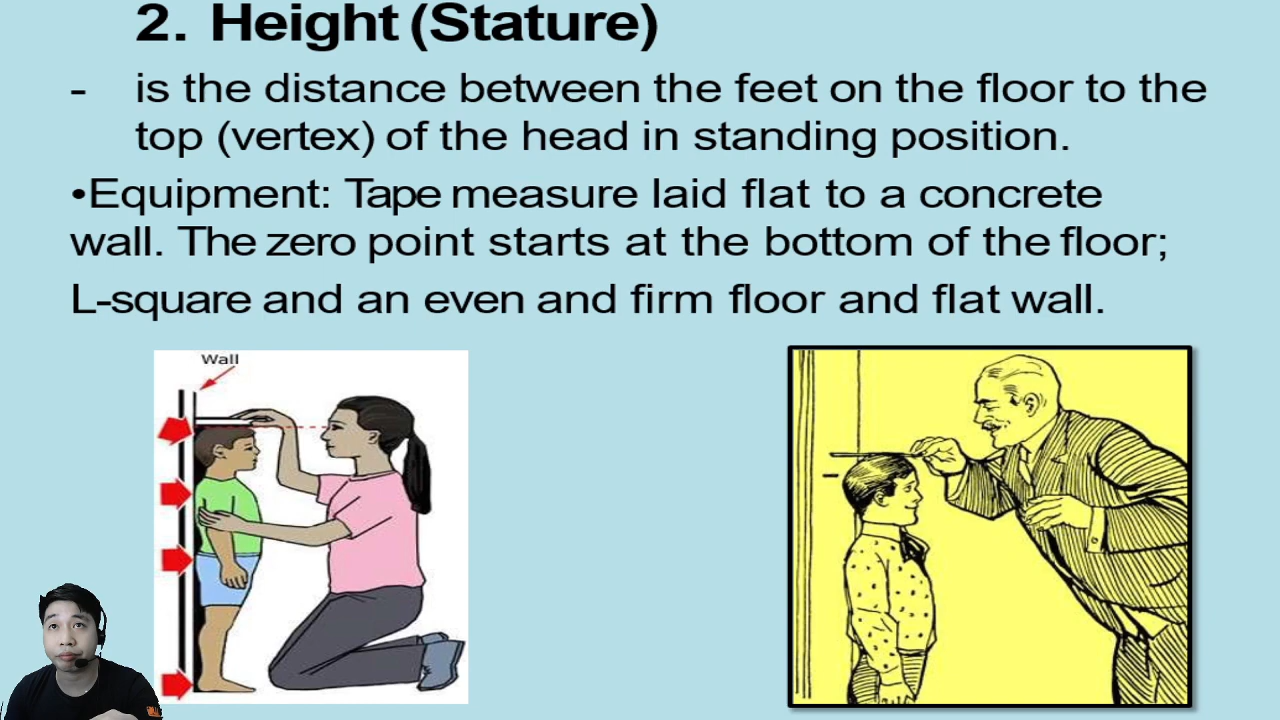 2. Height (Stature)
- is the distance between the feet on the floor to the
top (vertex) of the head in standing position.
•Equipment: Tape measure laid flat to a concrete
wall. The zero point starts at the bottom of the floor;
L-square and an even and firm floor and flat wall.
Wall